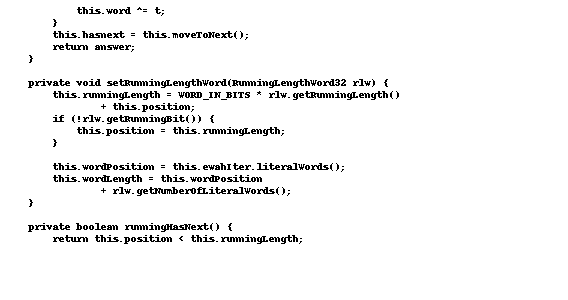 this.word ^= t;
}
this.hasnext = this.moveToNext();
return answer;
}
private void setRunningLengthWord(RunningLengthWord32 rlw) {
this.runningLength = WORD_IN_BITS * rlw.getRunningLength()
+ this.position;
if (!rlw.getRunningBit()) {
this.position = this.runningLength;
}
this.wordPosition = this.ewahIter.literalWords();
this.wordLength = this.wordPosition
+ rlw.getNumberOfLiteralWords();
}
private boolean runningHasNext() {
return this.position < this.runningLength;